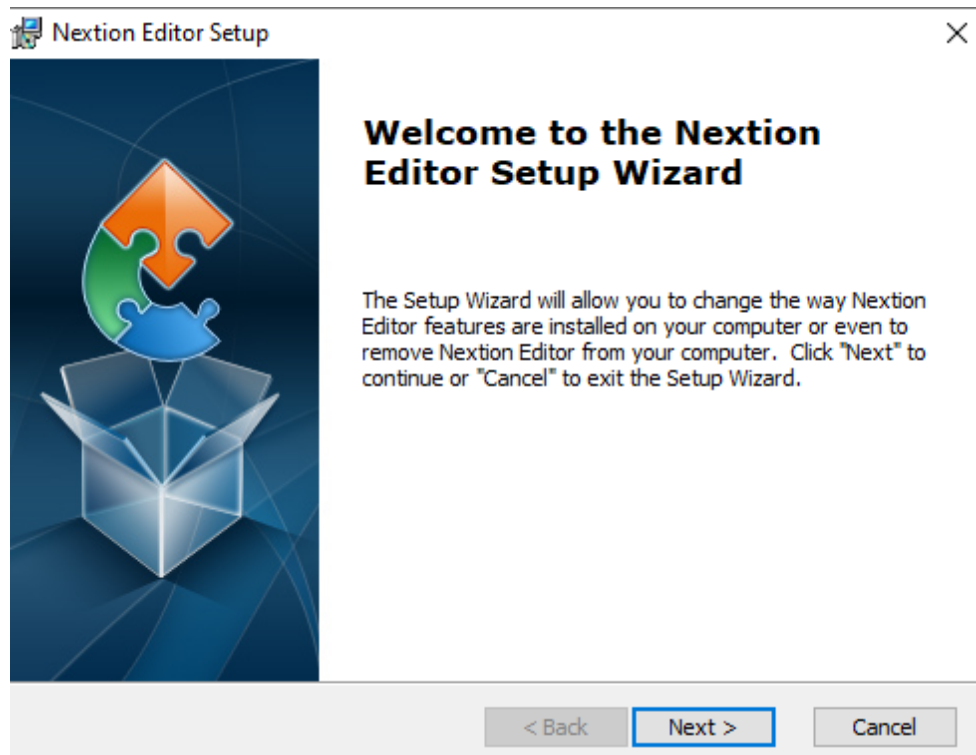 Nextion Editor Setup
Welcome to the Nextion
Editor Setup Wizard
The Setup Wizard will allow you to change the way Nextion
Editor features are installed on your computer or even to
remove Nextion Editor from your computer.  Click "Next" to
continue or "Cancel" to exit the Setup Wizard.
< Back Next > Cancel